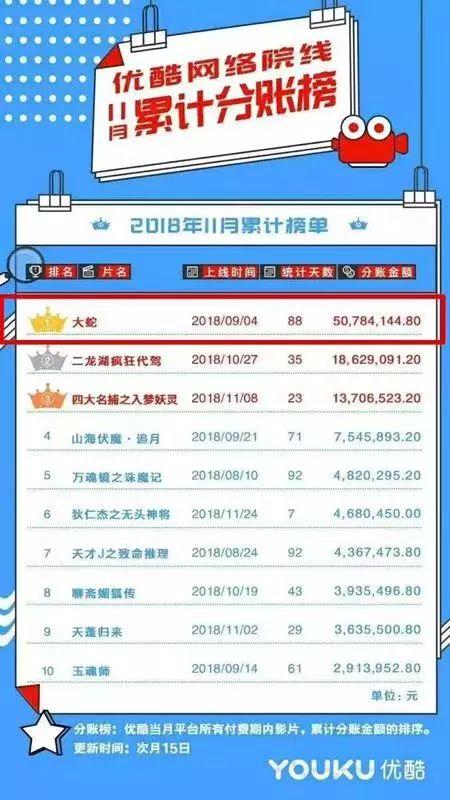 优酷网络院线
11月累计分账榜
2018年11月累计榜单
排名 片名 上线时间 统计天数 分账金额
1 大蛇 2018/09/04 88 50,784,144.80
2 二龙湖疯狂代驾 2018/10/27 35 18,629,091.20
3 四大名捕之入梦妖灵 2018/11/08 23 13,706,523.20
4 山海伏魔·追月 2018/09/21 71 7,545,893.20
5 万魂镜之诛魔记 2018/08/10 92 4,820,295.20
6 狄仁杰之无头神将 2018/11/24 7 4,680,450.00
7 天才J之致命推理 2018/08/24 92 4,367,473.80
8 聊斋媚狐传 2018/10/19 43 3,935,496.80
9 天蓬归来 2018/11/02 29 3,635,500.80
10 玉魂师 2018/09/14 61 2,913,952.80
单位：元
分账榜：优酷当月平台所有付费期内影片，累计分账金额的排序。
更新时间：次月15日
YOUKU 优酷